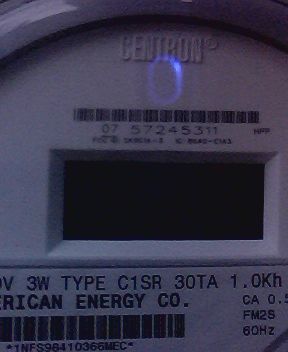 CENTRON®
07 57245311
HFP
0V 3W TYPE C1SR 30TA 1.0Kh
ERICAN ENERGY CO.
CA 0.5
FM2S
60Hz
*1NFS98410366MEC*